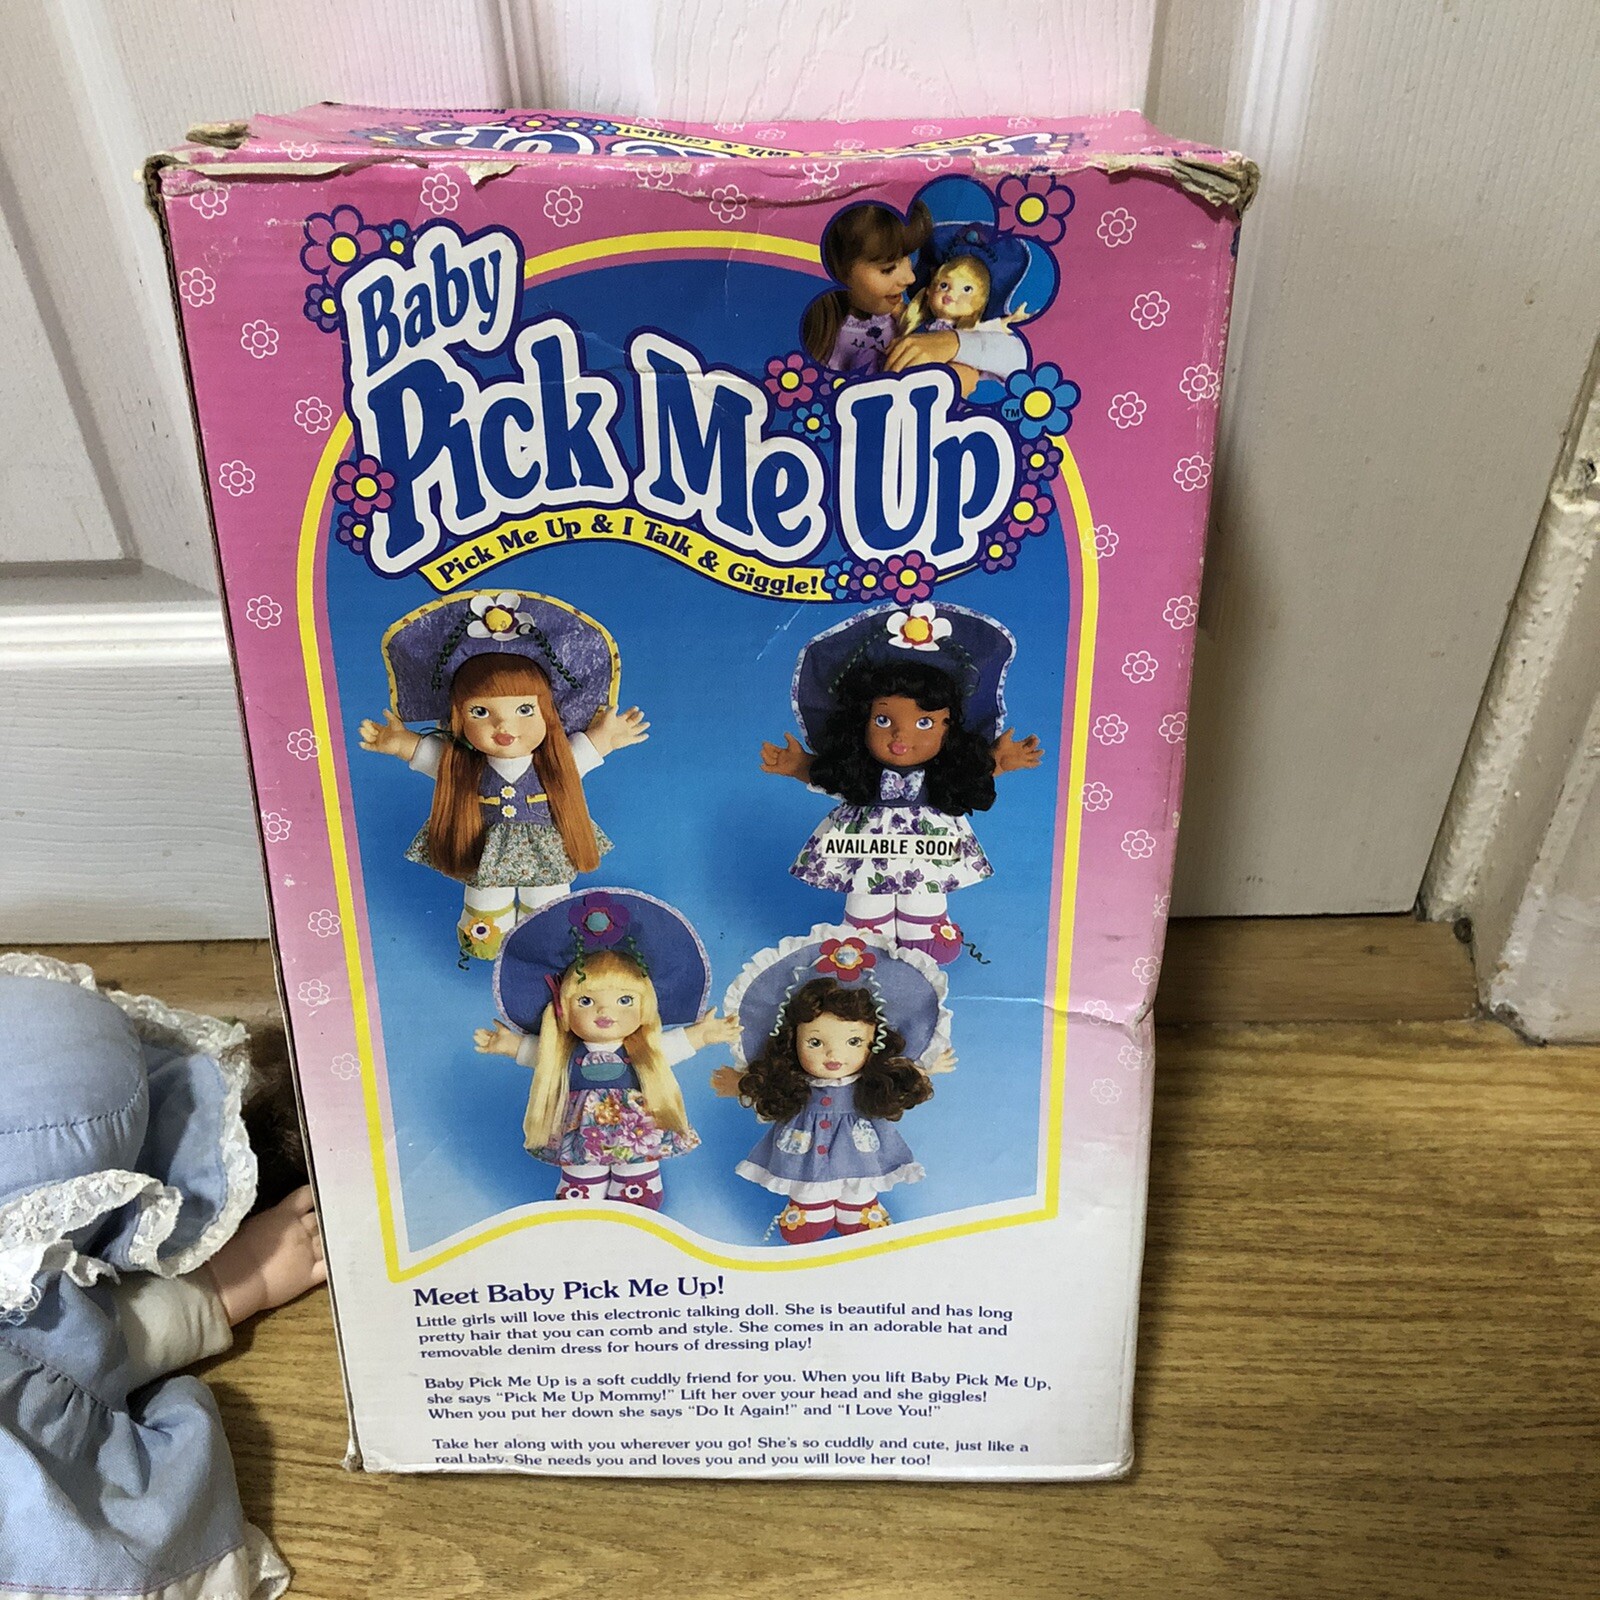 Talk & Giggle!
Baby
Pick Me Up
TM
Pick Me Up & I Talk & Giggle!
AVAILABLE SOON
Meet Baby Pick Me Up!
Little girls will love this electronic talking doll. She is beautiful and has long
pretty hair that you can comb and style. She comes in an adorable hat and
removable denim dress for hours of dressing play!
Baby Pick Me Up is a soft cuddly friend for you. When you lift Baby Pick Me Up,
she says "Pick Me Up Mommy!" Lift her over your head and she giggles!
When you put her down she says "Do It Again!" and "I Love You!"
Take her along with you wherever you go! She's so cuddly and cute, just like a
real baby. She needs you and loves you and you will love her too!